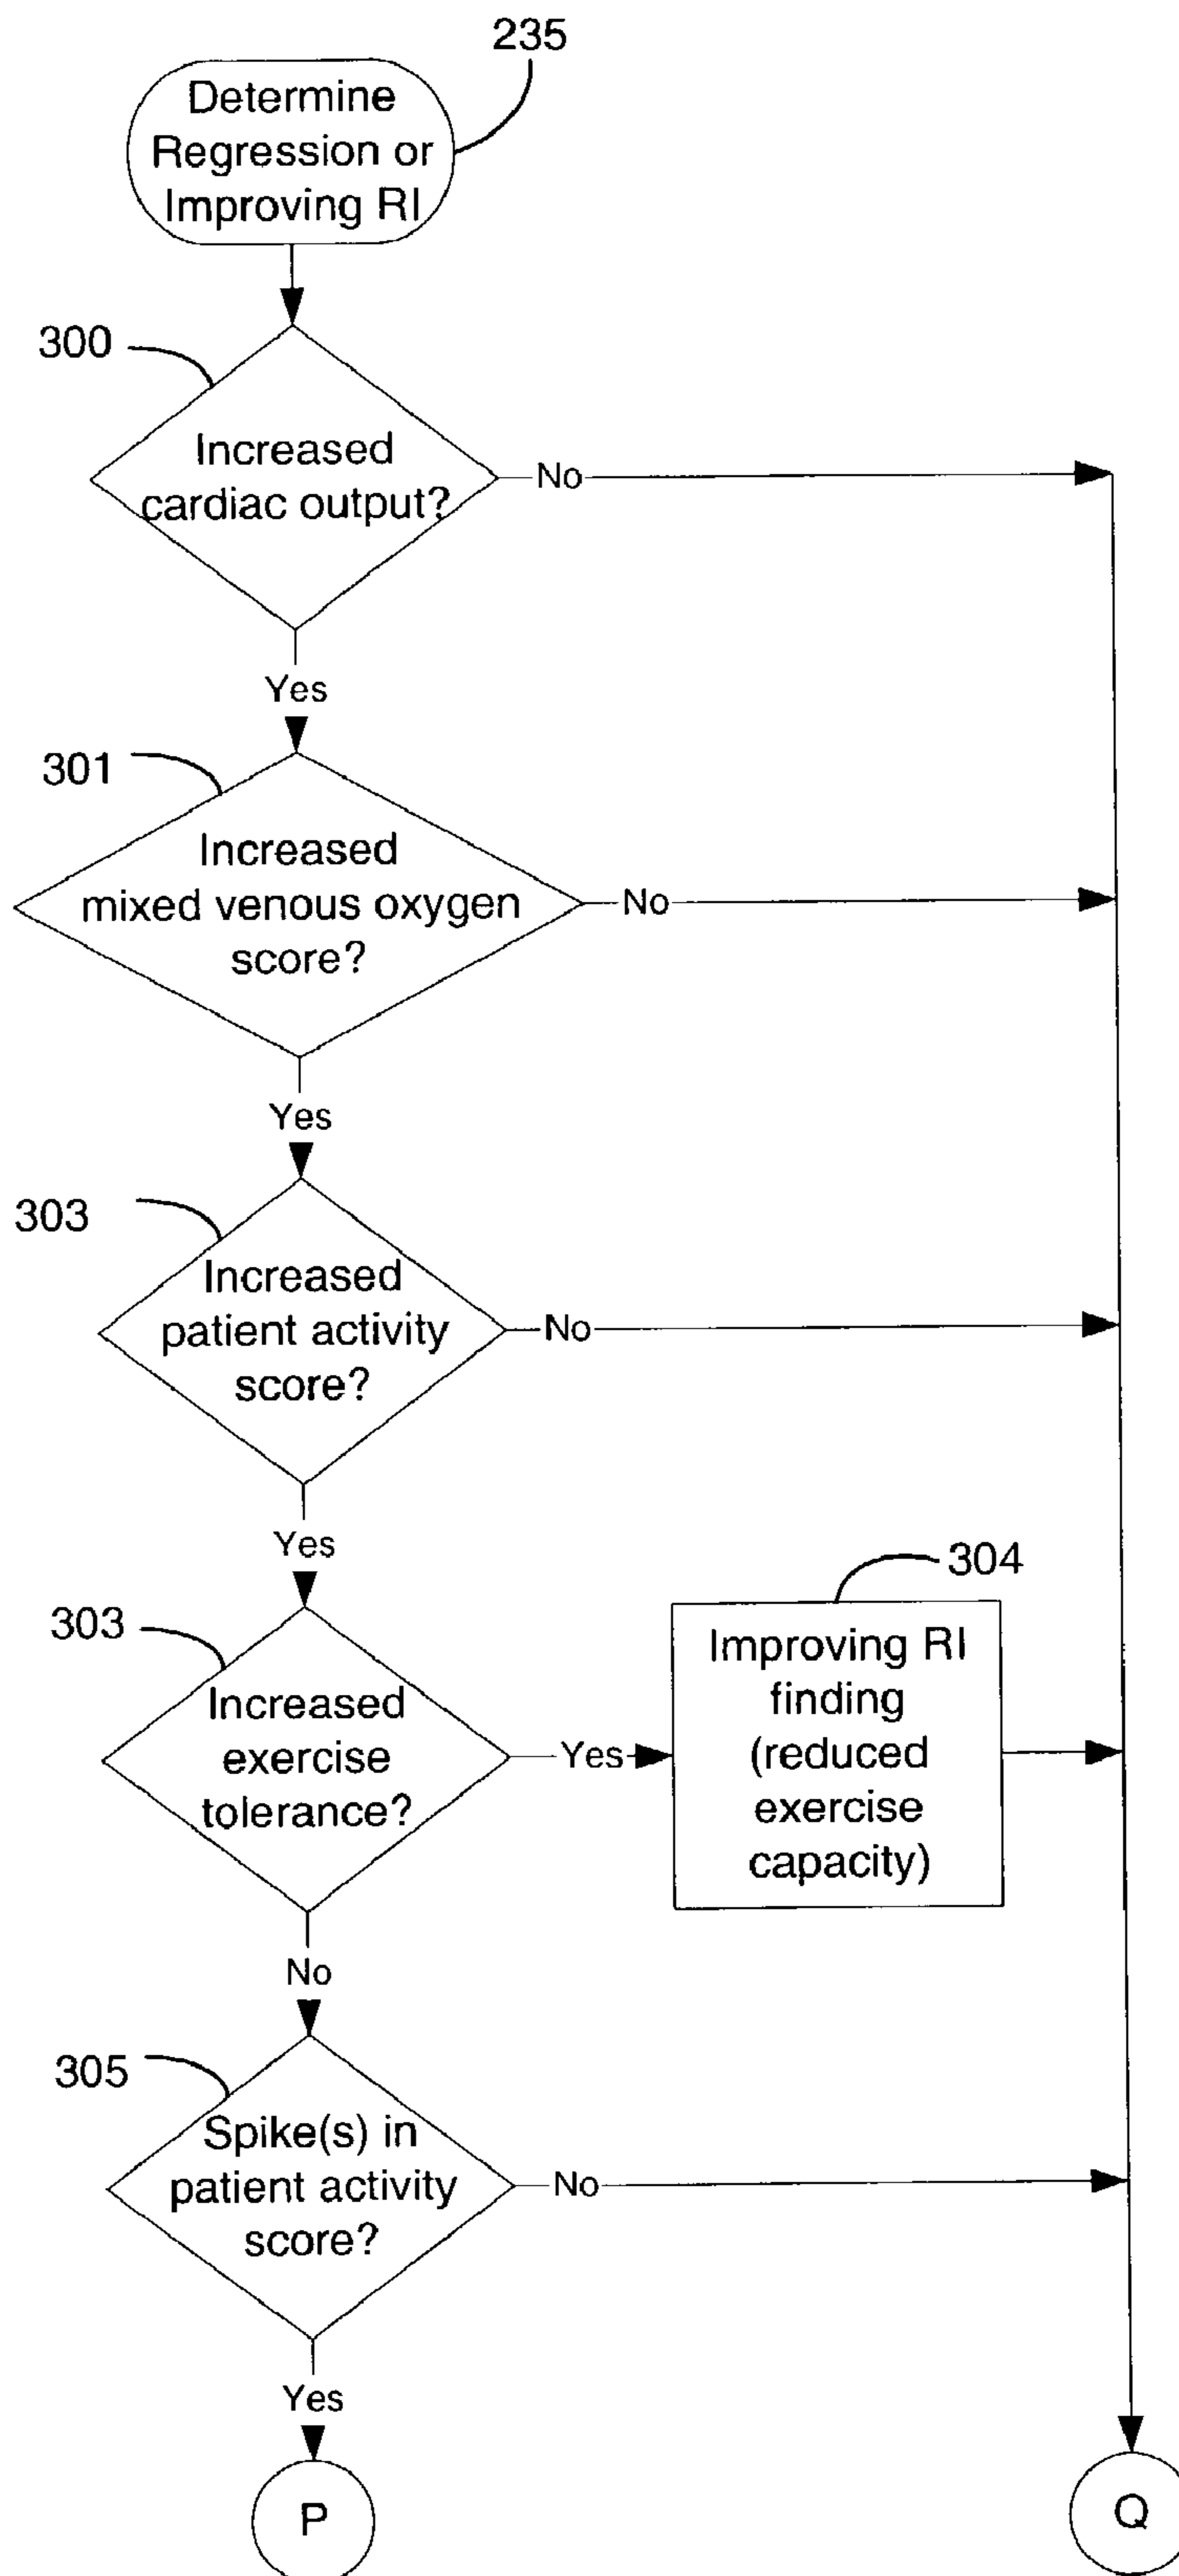 235
Determine
Regression or
Improving RI
300
Increased
cardiac output?
No
Yes
301
Increased
mixed venous oxygen
score?
No
Yes
303
Increased
patient activity
score?
No
Yes
303
Increased
exercise
tolerance?
Yes
304
Improving RI
finding
(reduced
exercise
capacity)
No
305
Spike(s) in
patient activity
score?
No
Yes
P
Q